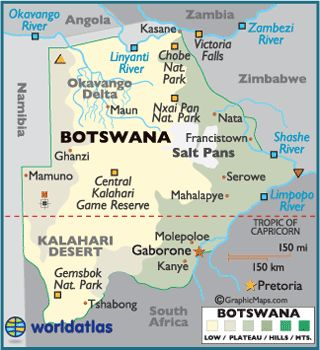 Okavango
River
Angola
Zambia
Kasane
Linyanti
River
Chobe
Nat.
Park
Victoria
Falls
Zambezi
River
Okavango
Delta
Maun
Nxai Pan
Nat. Park
Zimbabwe
Nata
Namibia
BOTSWANA
Francistown
Shashe
River
Ghanzi
Salt Pans
Mamuno
Central
Kalahari
Game Reserve
Serowe
Mahalapye
Limpopo
River
TROPIC OF
CAPRICORN
KALAHARI
DESERT
Molepoloe
Gaborone
150 mi
150 km
Kanye
Gemsbok
Nat. Park
Pretoria
Tshabong
South
Africa
©GraphicMaps.com
worldatlas
BOTSWANA
LOW / PLATEAU / HILLS / MTS.